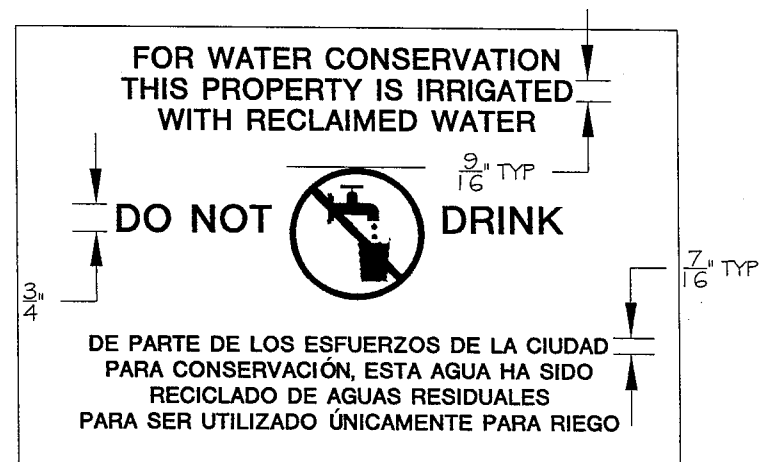 FOR WATER CONSERVATION
THIS PROPERTY IS IRRIGATED
WITH RECLAIMED WATER
9/16" TYP
DO NOT DRINK
3/4"
7/16" TYP
DE PARTE DE LOS ESFUERZOS DE LA CIUDAD
PARA CONSERVACIÓN, ESTA AGUA HA SIDO
RECICLADO DE AGUAS RESIDUALES
PARA SER UTILIZADO ÚNICAMENTE PARA RIEGO